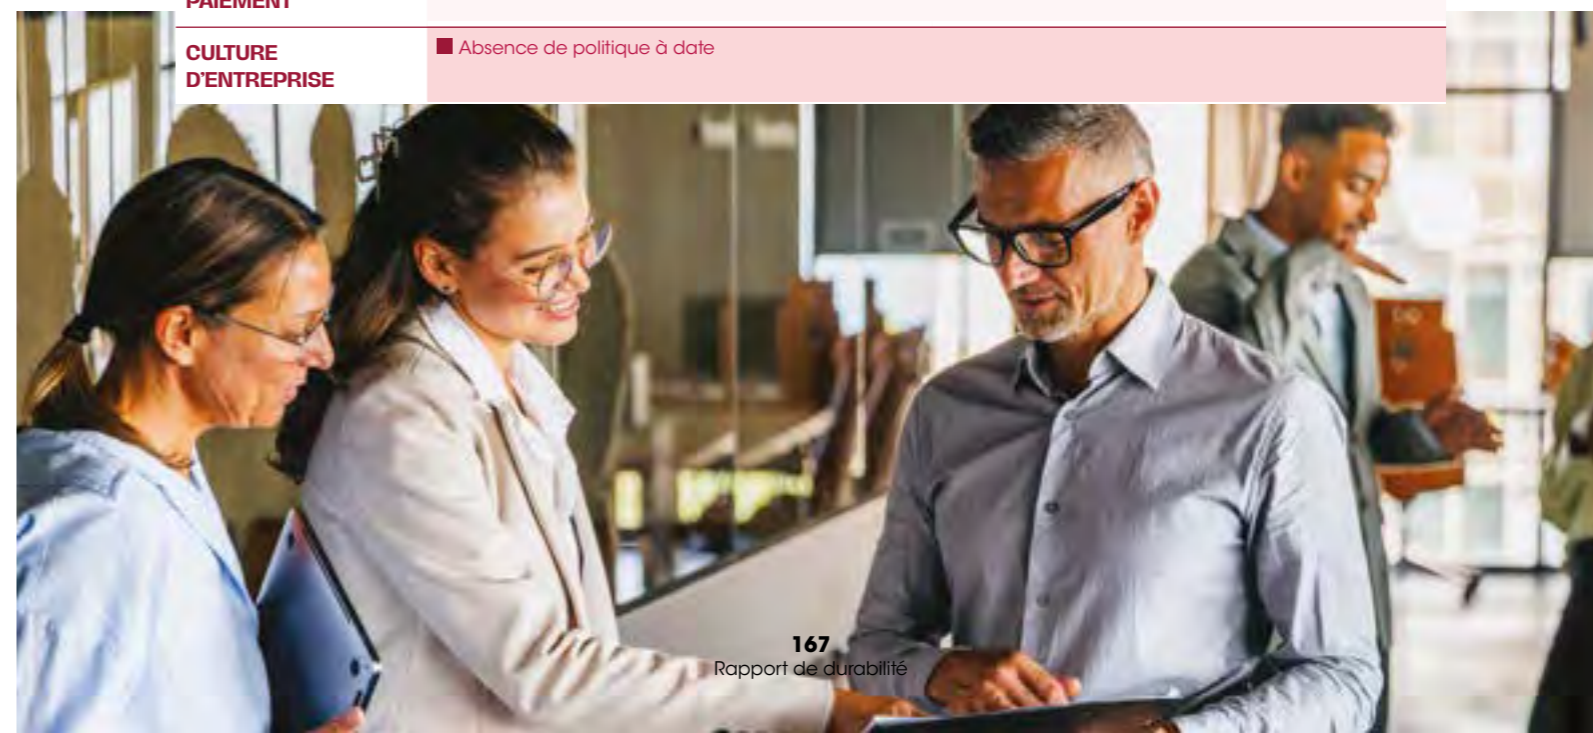 PAIEMENT
CULTURE
D'ENTREPRISE
■ Absence de politique à date
167
Rapport de durabilité